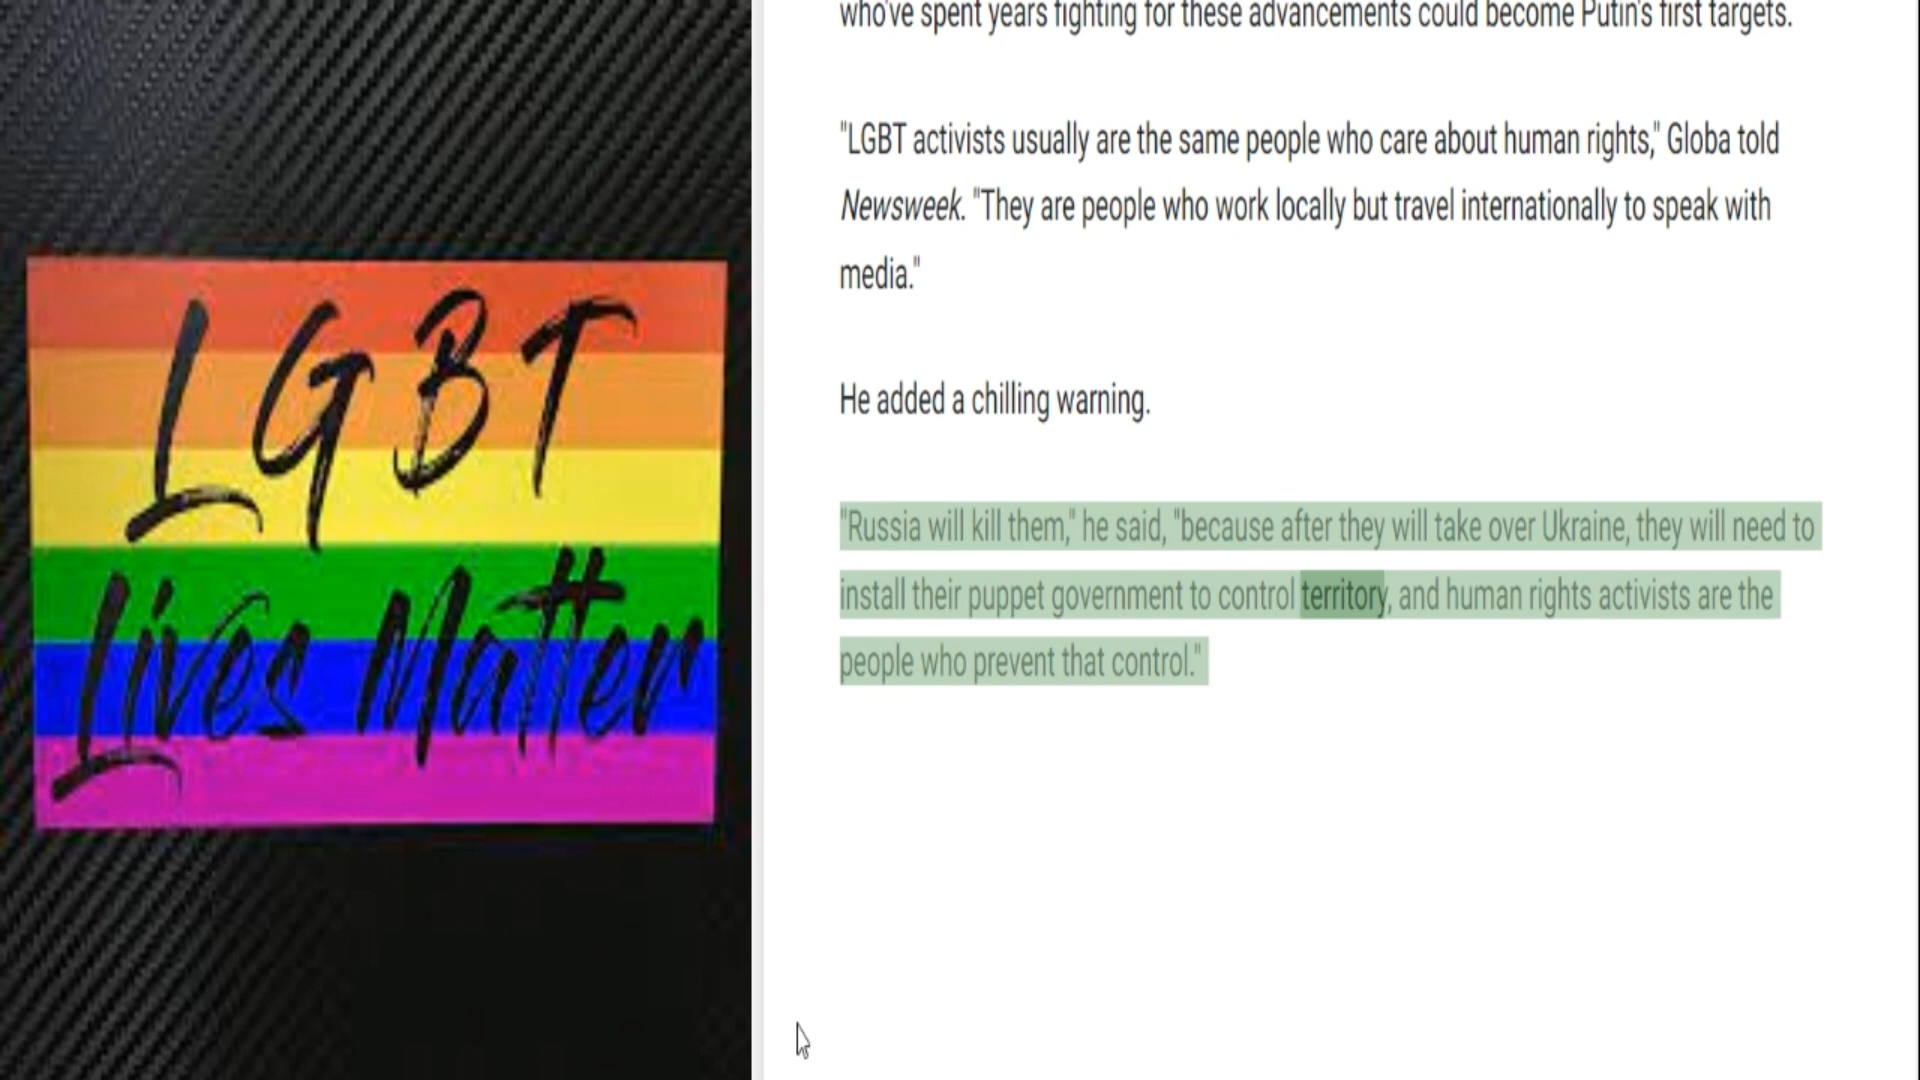 LGBT
Lives Matter
who've spent years fighting for these advancements could become Putin's first targets.
"LGBT activists usually are the same people who care about human rights," Globa told
Newsweek. "They are people who work locally but travel internationally to speak with
media."
He added a chilling warning.
"Russia will kill them," he said, "because after they will take over Ukraine, they will need to
install their puppet government to control territory, and human rights activists are the
people who prevent that control."